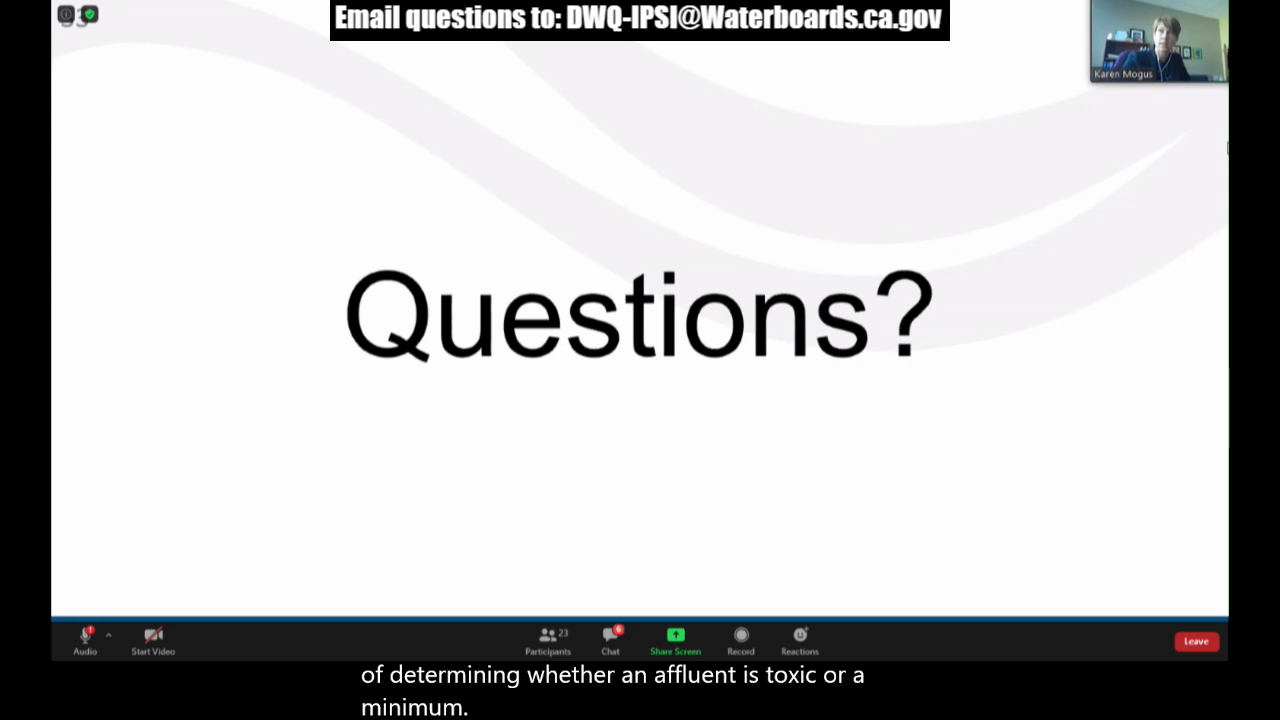 Email questions to: DWQ-IPSI@Waterboards.ca.gov
Karen Mogus
Questions?
23
6
Audio
Start Video
Participants
Chat
Share Screen
Record
Reactions
Leave
of determining whether an affluent is toxic or a
minimum.